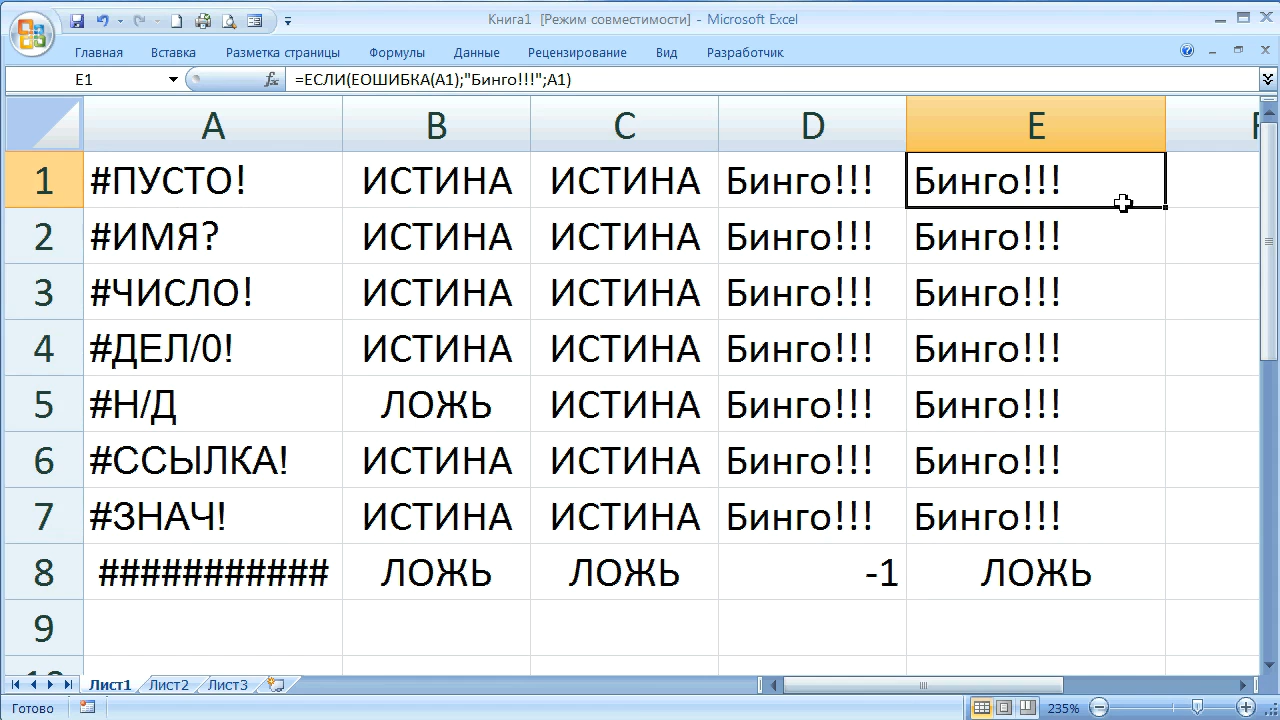 Книга1 [Режим совместимости] - Microsoft Excel
Главная Вставка Разметка страницы Формулы Данные Рецензирование Вид Разработчик
E1 fx =ЕСЛИ(ЕОШИБКА(A1);"Бинго!!!";A1)
A B C D E F
1 #ПУСТО! ИСТИНА ИСТИНА Бинго!!! Бинго!!!
2 #ИМЯ? ИСТИНА ИСТИНА Бинго!!! Бинго!!!
3 #ЧИСЛО! ИСТИНА ИСТИНА Бинго!!! Бинго!!!
4 #ДЕЛ/0! ИСТИНА ИСТИНА Бинго!!! Бинго!!!
5 #Н/Д ЛОЖЬ ИСТИНА Бинго!!! Бинго!!!
6 #ССЫЛКА! ИСТИНА ИСТИНА Бинго!!! Бинго!!!
7 #ЗНАЧ! ИСТИНА ИСТИНА Бинго!!! Бинго!!!
8 ########### ЛОЖЬ ЛОЖЬ -1 ЛОЖЬ
9
10
Лист1 Лист2 Лист3
Готово 235%